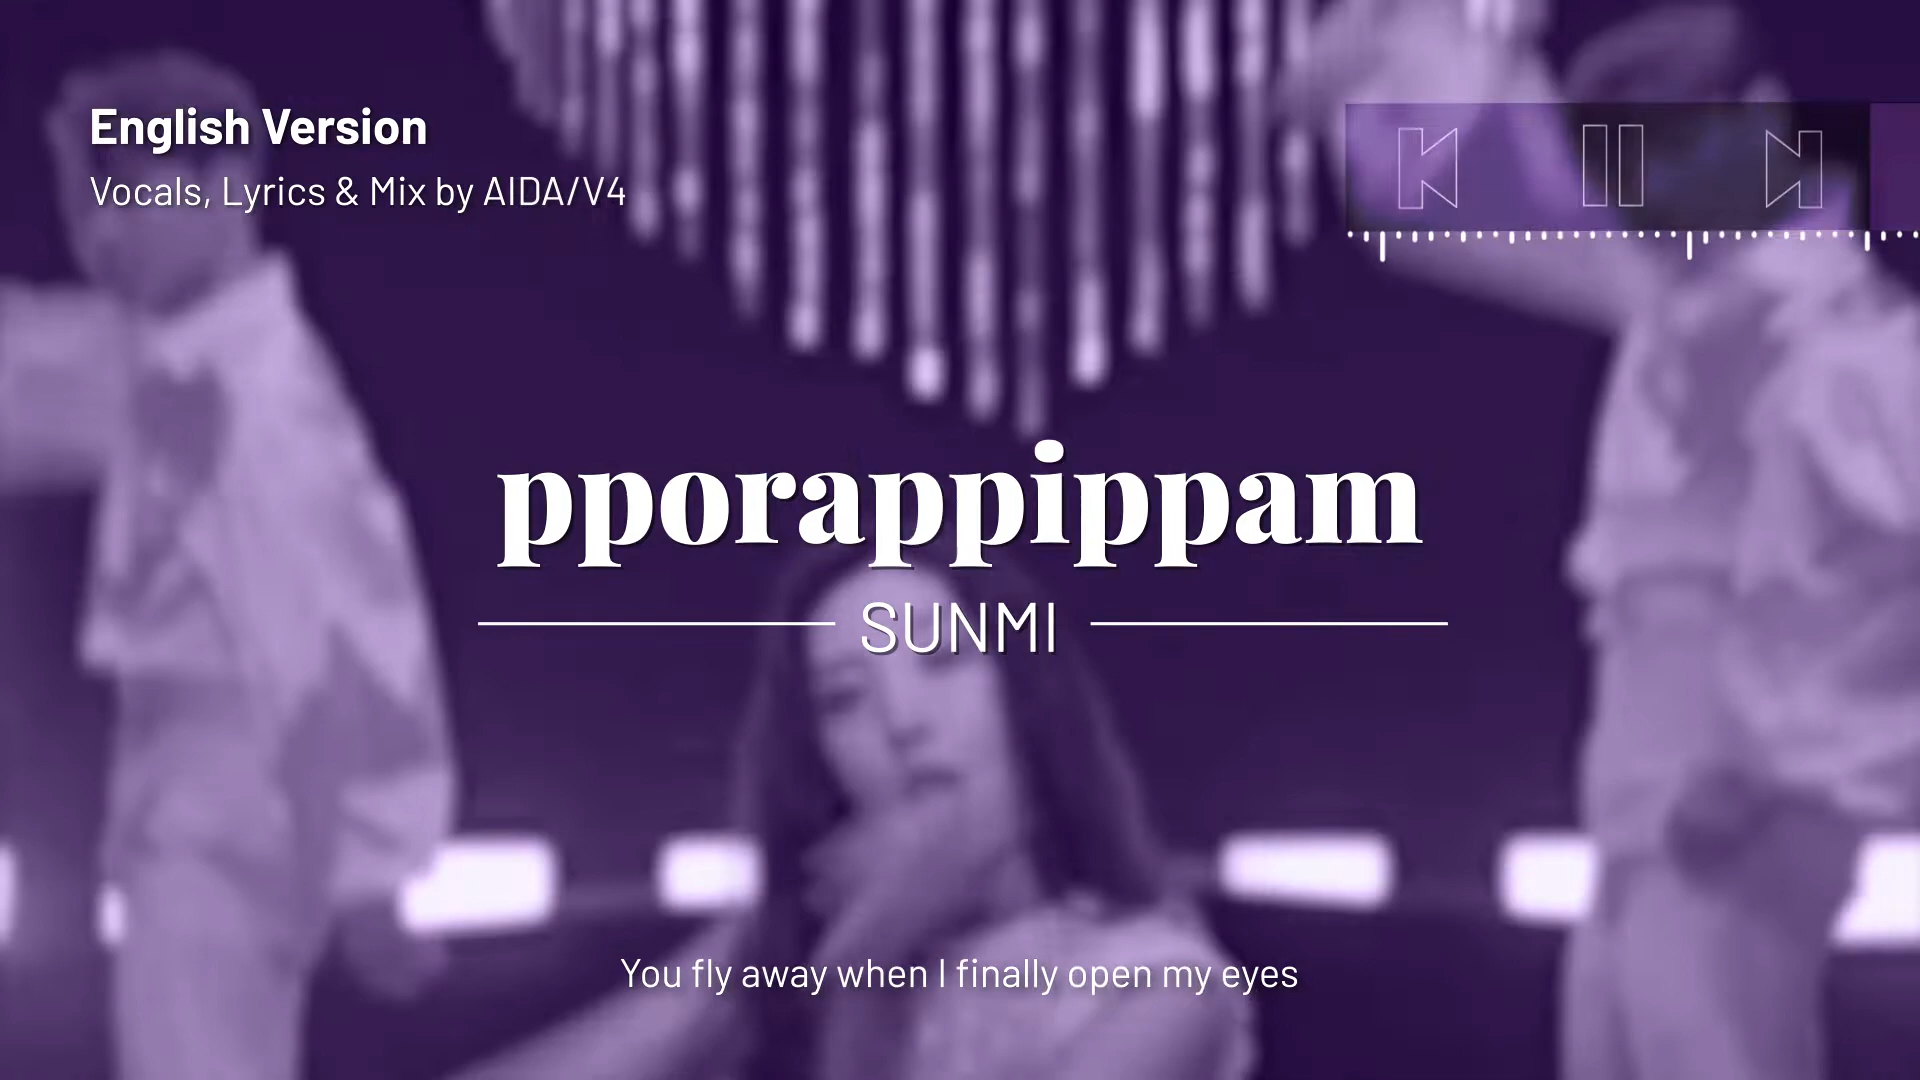 English Version
Vocals, Lyrics & Mix by AIDA/V4
pporappippam
SUNMI
You fly away when I finally open my eyes